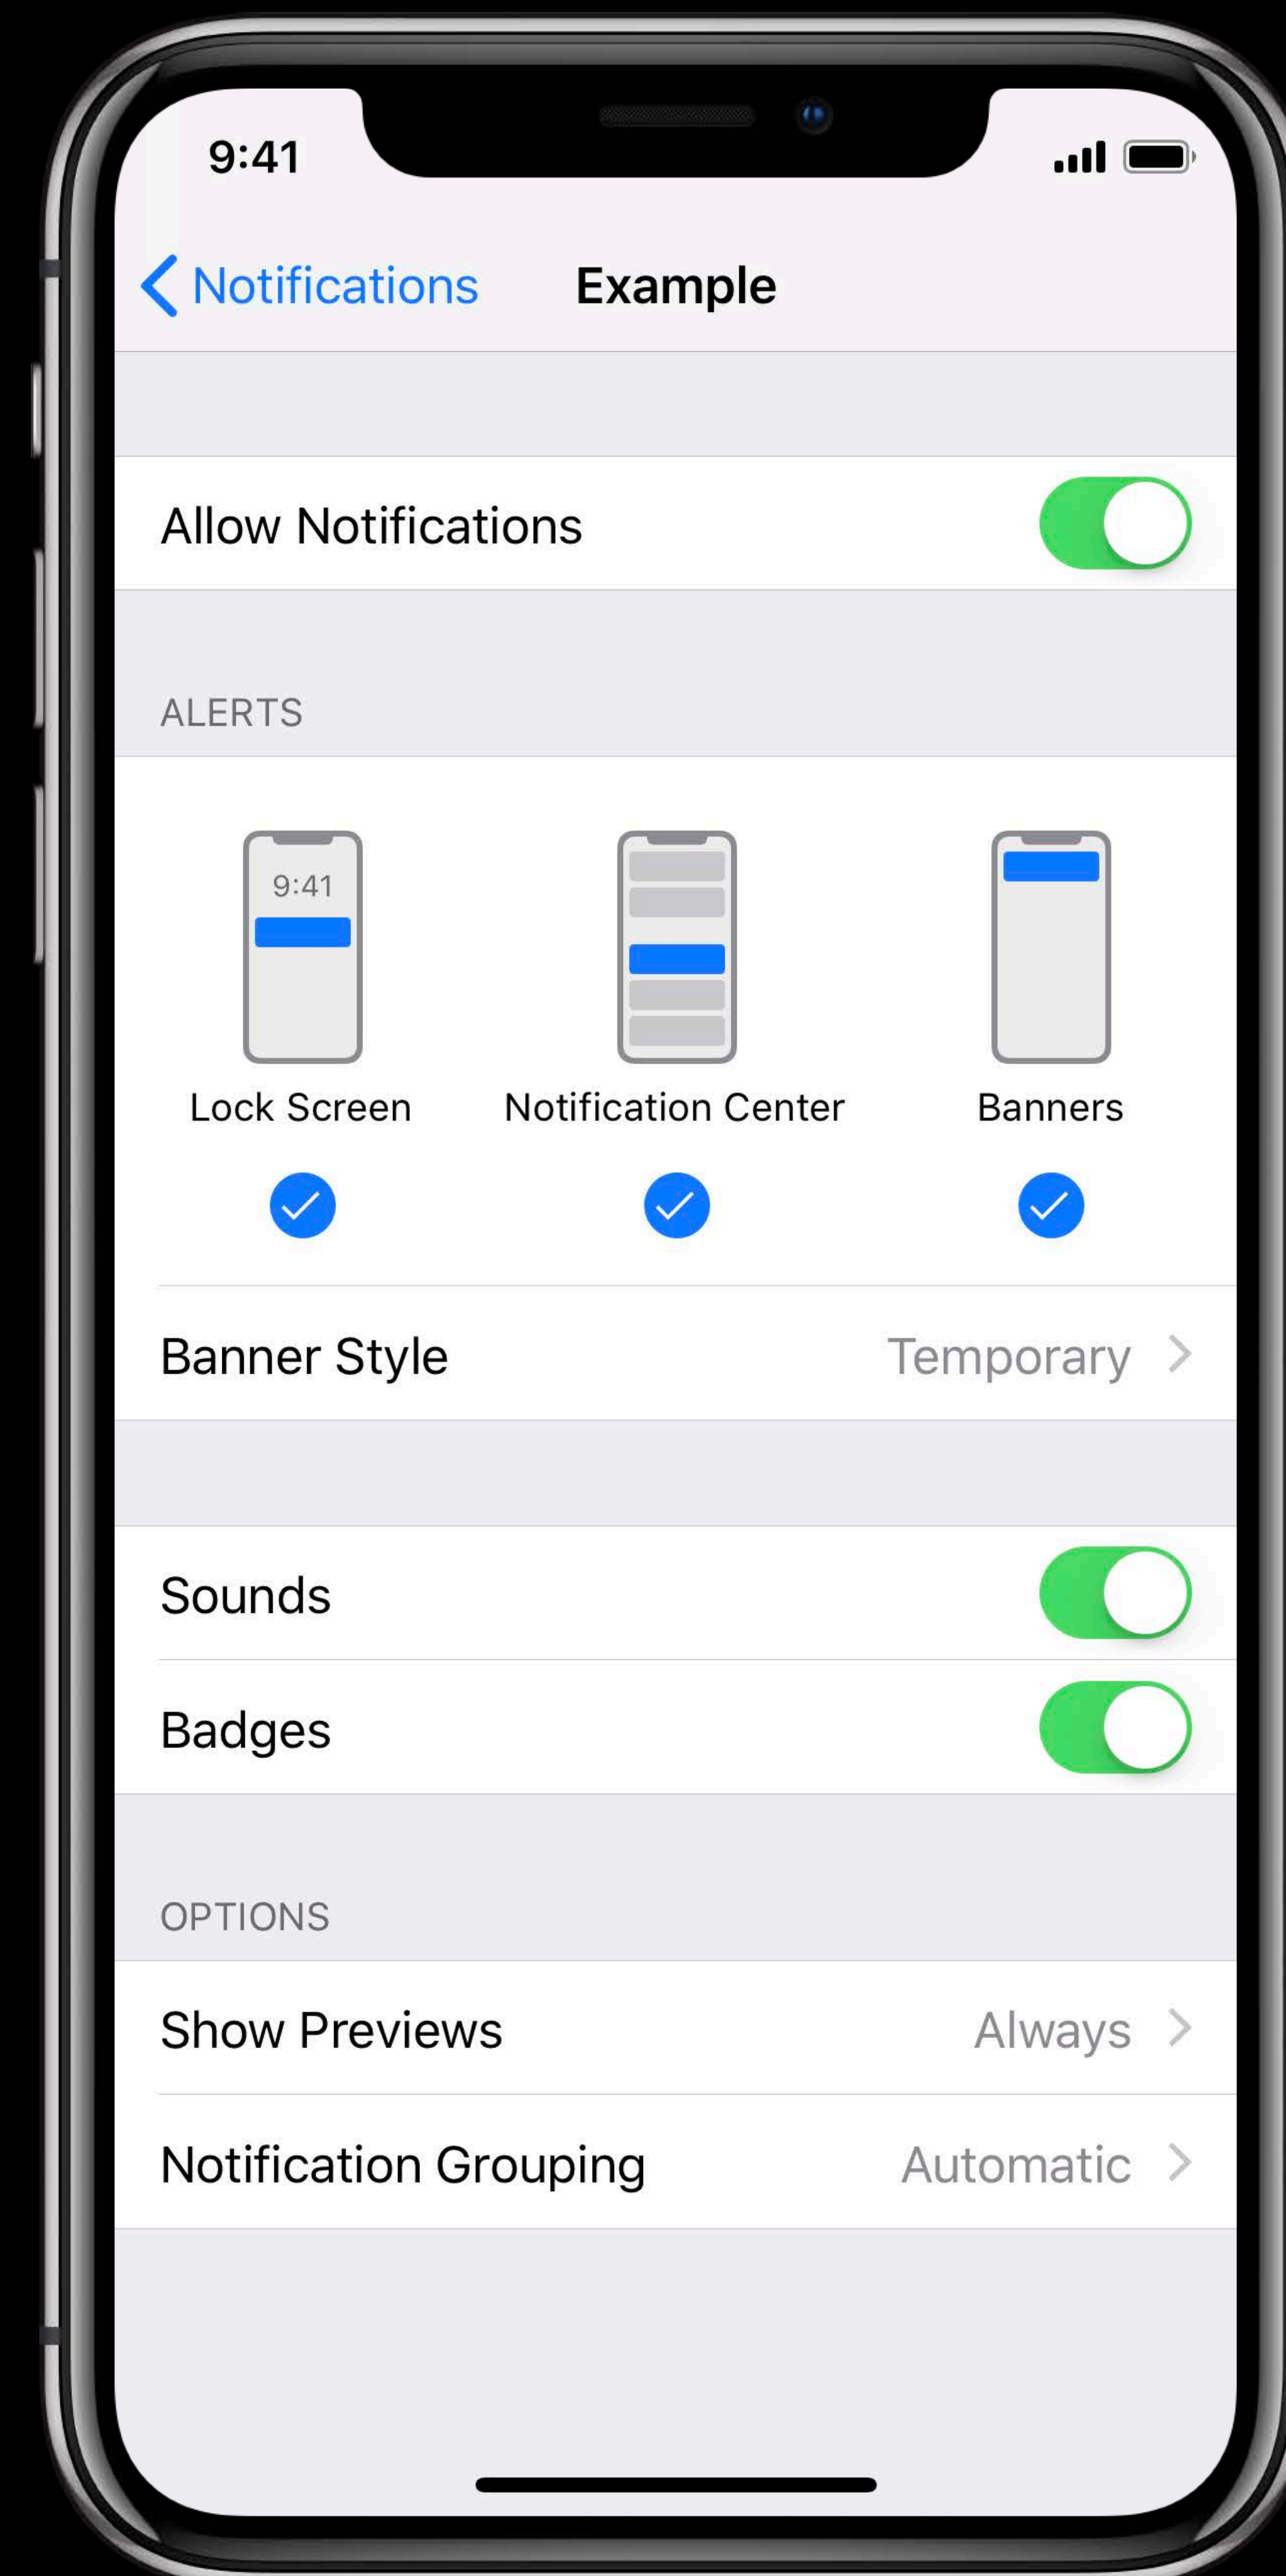 9:41
Notifications Example
Allow Notifications
ALERTS
9:41
Lock Screen Notification Center Banners
Banner Style Temporary
Sounds
Badges
OPTIONS
Show Previews Always
Notification Grouping Automatic